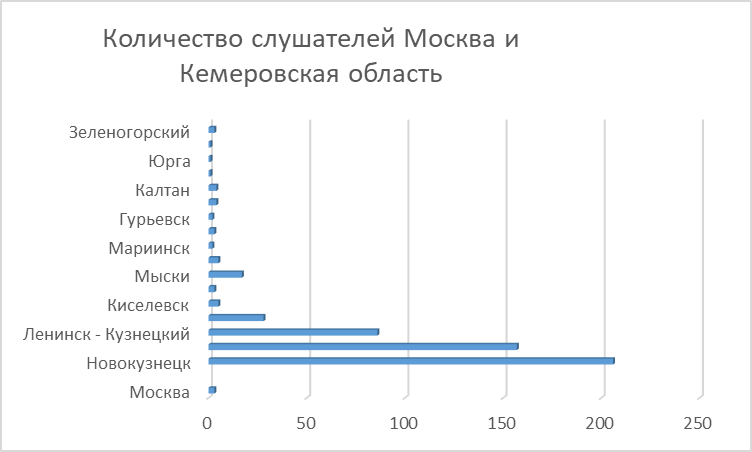 Количество слушателей Москва и
Кемеровская область
Зеленогорский
Юрга
Калтан
Гурьевск
Мариинск
Мыски
Киселевск
Ленинск - Кузнецкий
Новокузнецк
Москва
0 50 100 150 200 250